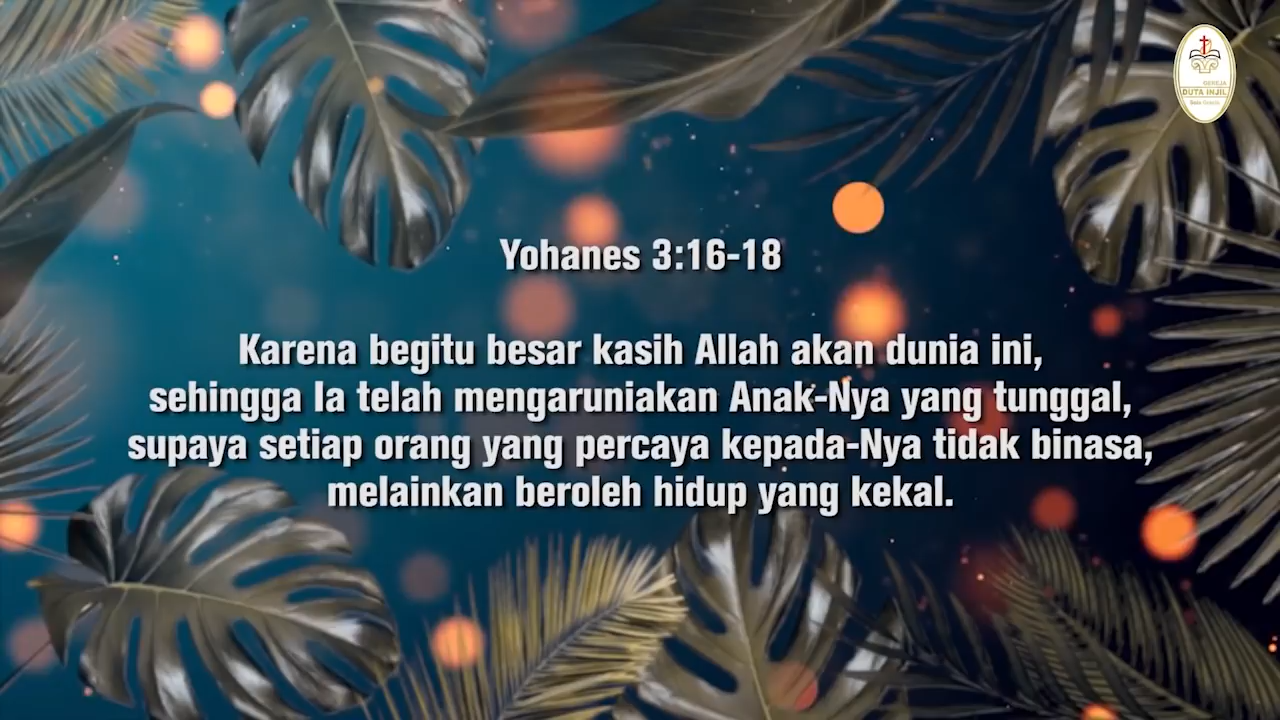 GEREJA
DUTA INJIL
Yohanes 3:16-18
Karena begitu besar kasih Allah akan dunia ini,
sehingga Ia telah mengaruniakan Anak-Nya yang tunggal,
supaya setiap orang yang percaya kepada-Nya tidak binasa,
melainkan beroleh hidup yang kekal.